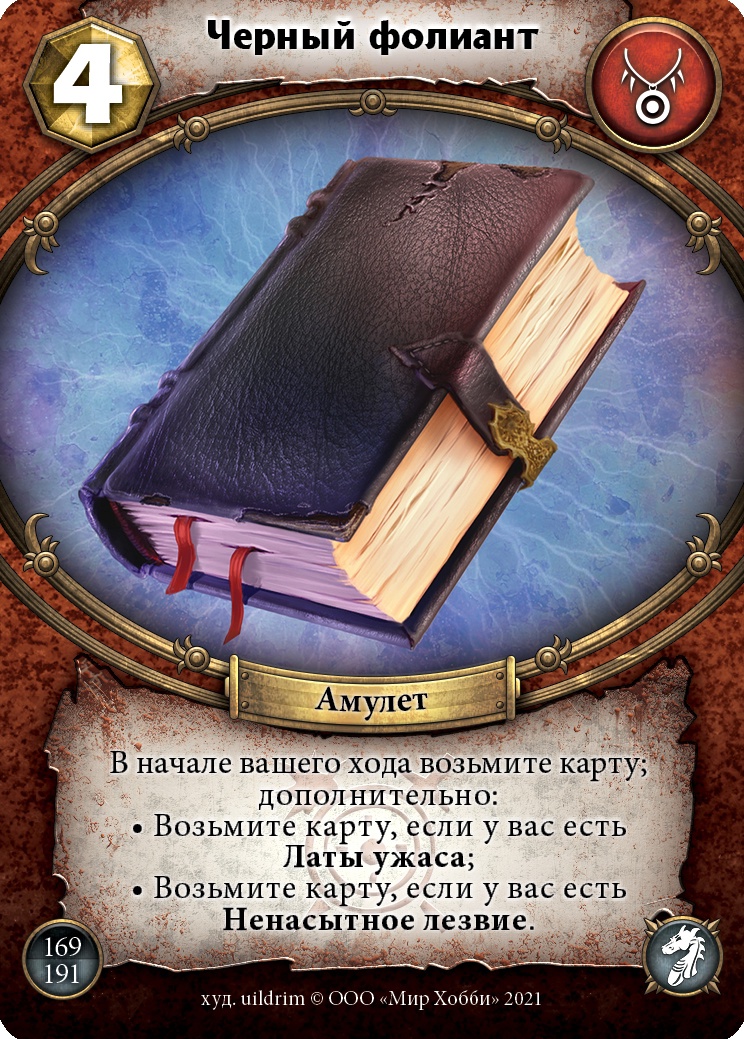 4
Черный фолиант
Амулет
В начале вашего хода возьмите карту;
дополнительно:
• Возьмите карту, если у вас есть
Латы ужаса;
• Возьмите карту, если у вас есть
Ненасытное лезвие.
169
191
худ. uildrim © ООО «Мир Хобби» 2021